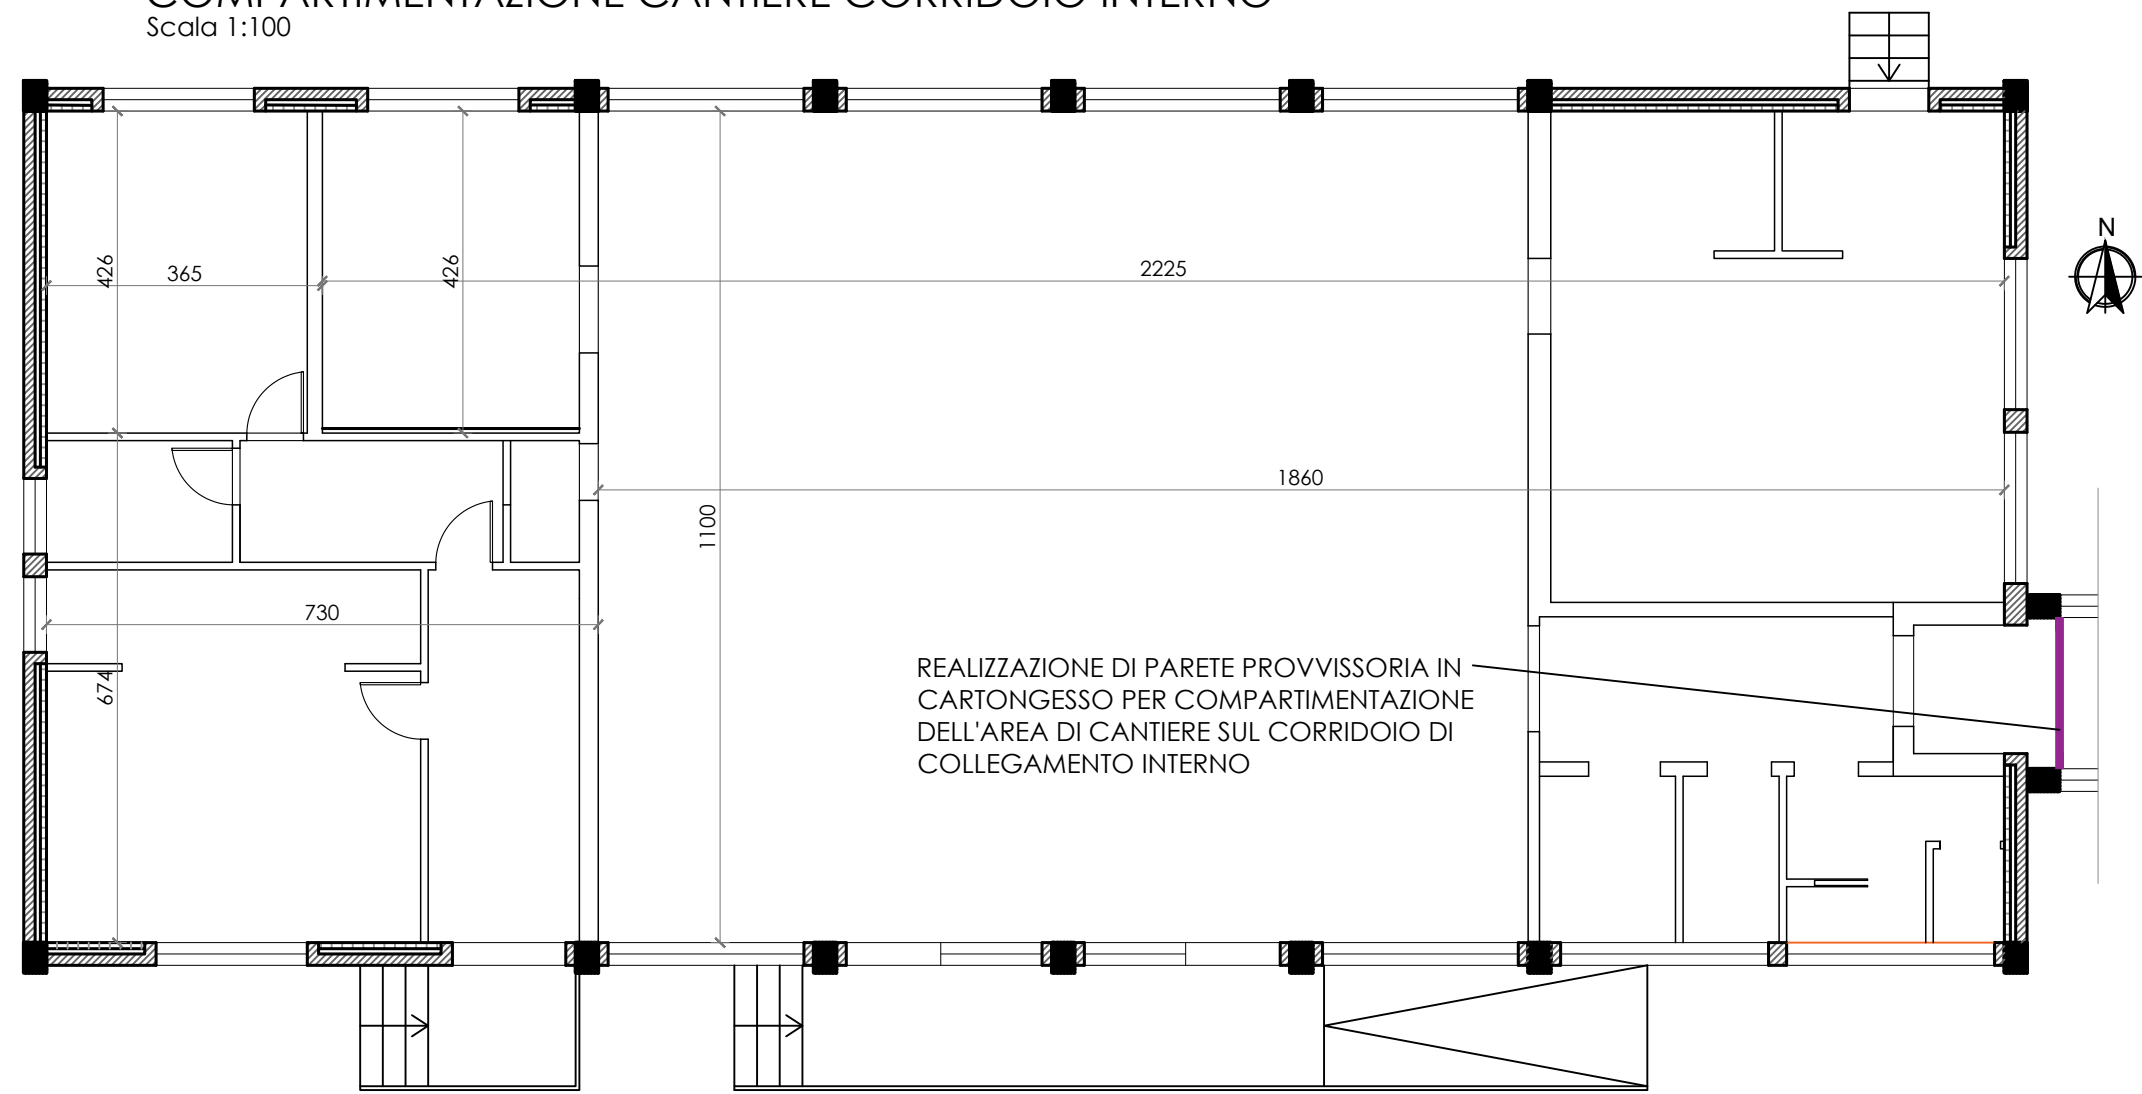 COMPARTIMENTAZIONE CANTIERE CORRIDOIO INTERNO
Scala 1:100
N
426
365
426
2225
1860
1100
730
674
REALIZZAZIONE DI PARETE PROVVISSORIA IN
CARTONGESSO PER COMPARTIMENTAZIONE
DELL'AREA DI CANTIERE SUL CORRIDOIO DI
COLLEGAMENTO INTERNO